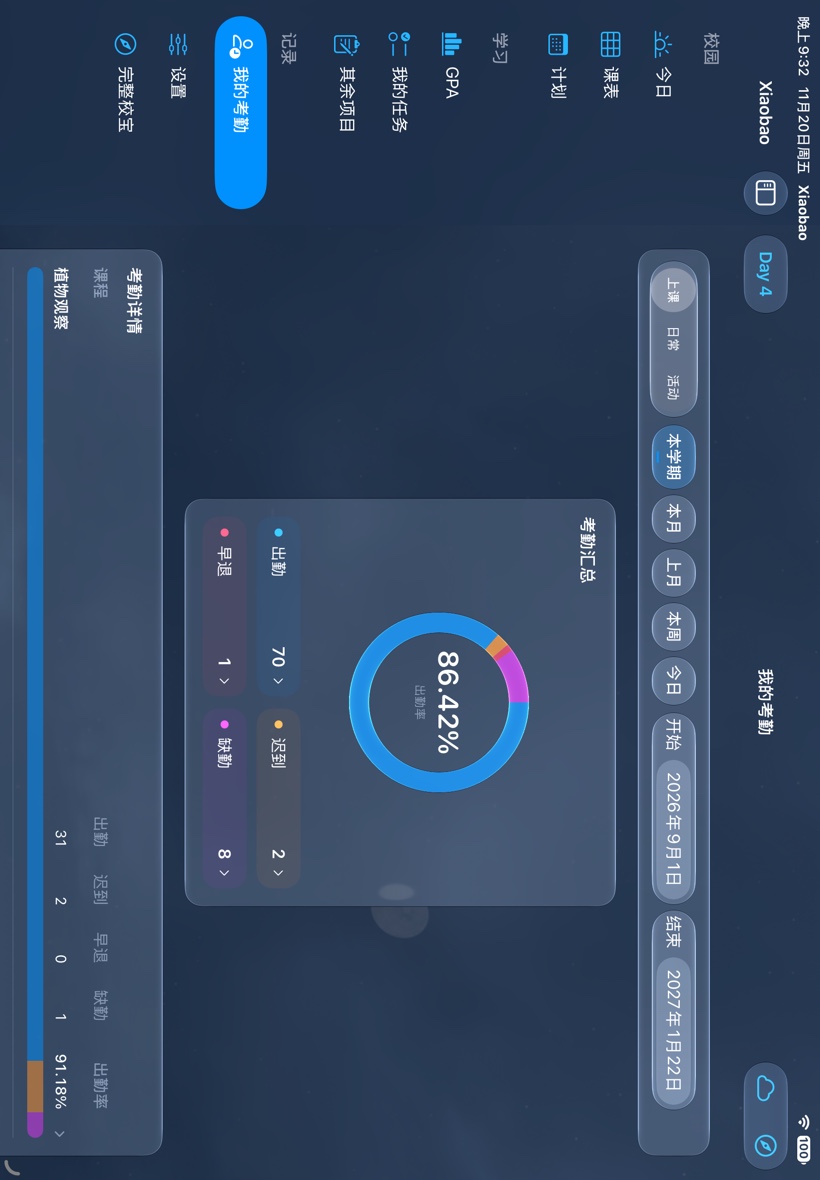 晚上9:32 11月20日周五 Xiaobao
100
Xiaobao
Day 4
我的考勤
校园
今日
课表
计划
学习
GPA
我的任务
其余项目
记录
我的考勤
设置
完整校宝
上课 日常 活动 本学期 本月 上月 本周 今日 开始 2026年9月1日 结束 2027年1月22日
考勤汇总
86.42%
出勤率
出勤 70
迟到 2
早退 1
缺勤 8
考勤详情
课程 出勤 迟到 早退 缺勤 出勤率
植物观察 31 2 0 1 91.18%